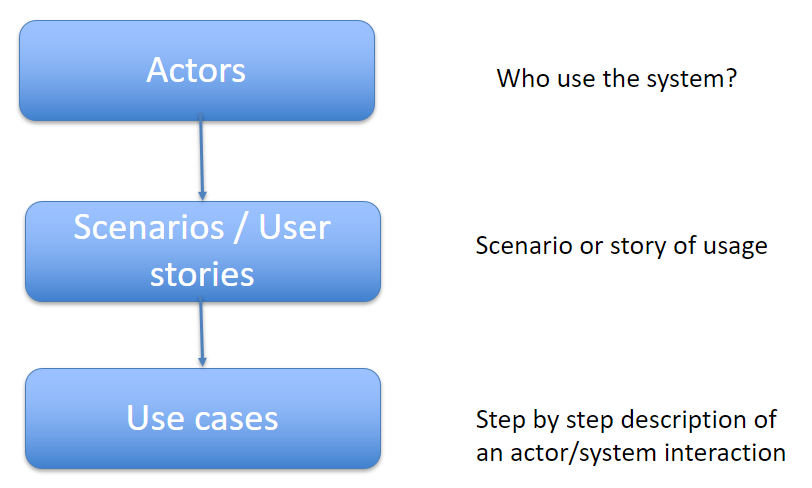 Actors
Who use the system?
Scenarios / User
stories
Scenario or story of usage
Use cases
Step by step description of
an actor/system interaction